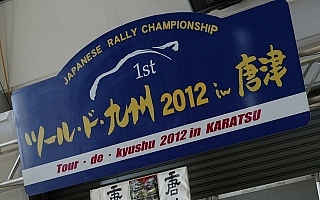 JAPANESE RALLY CHAMPIONSHIP
1st
ツール・ド・九州 2012 in 唐津
Tour・de・kyushu 2012 in KARATSU
唐